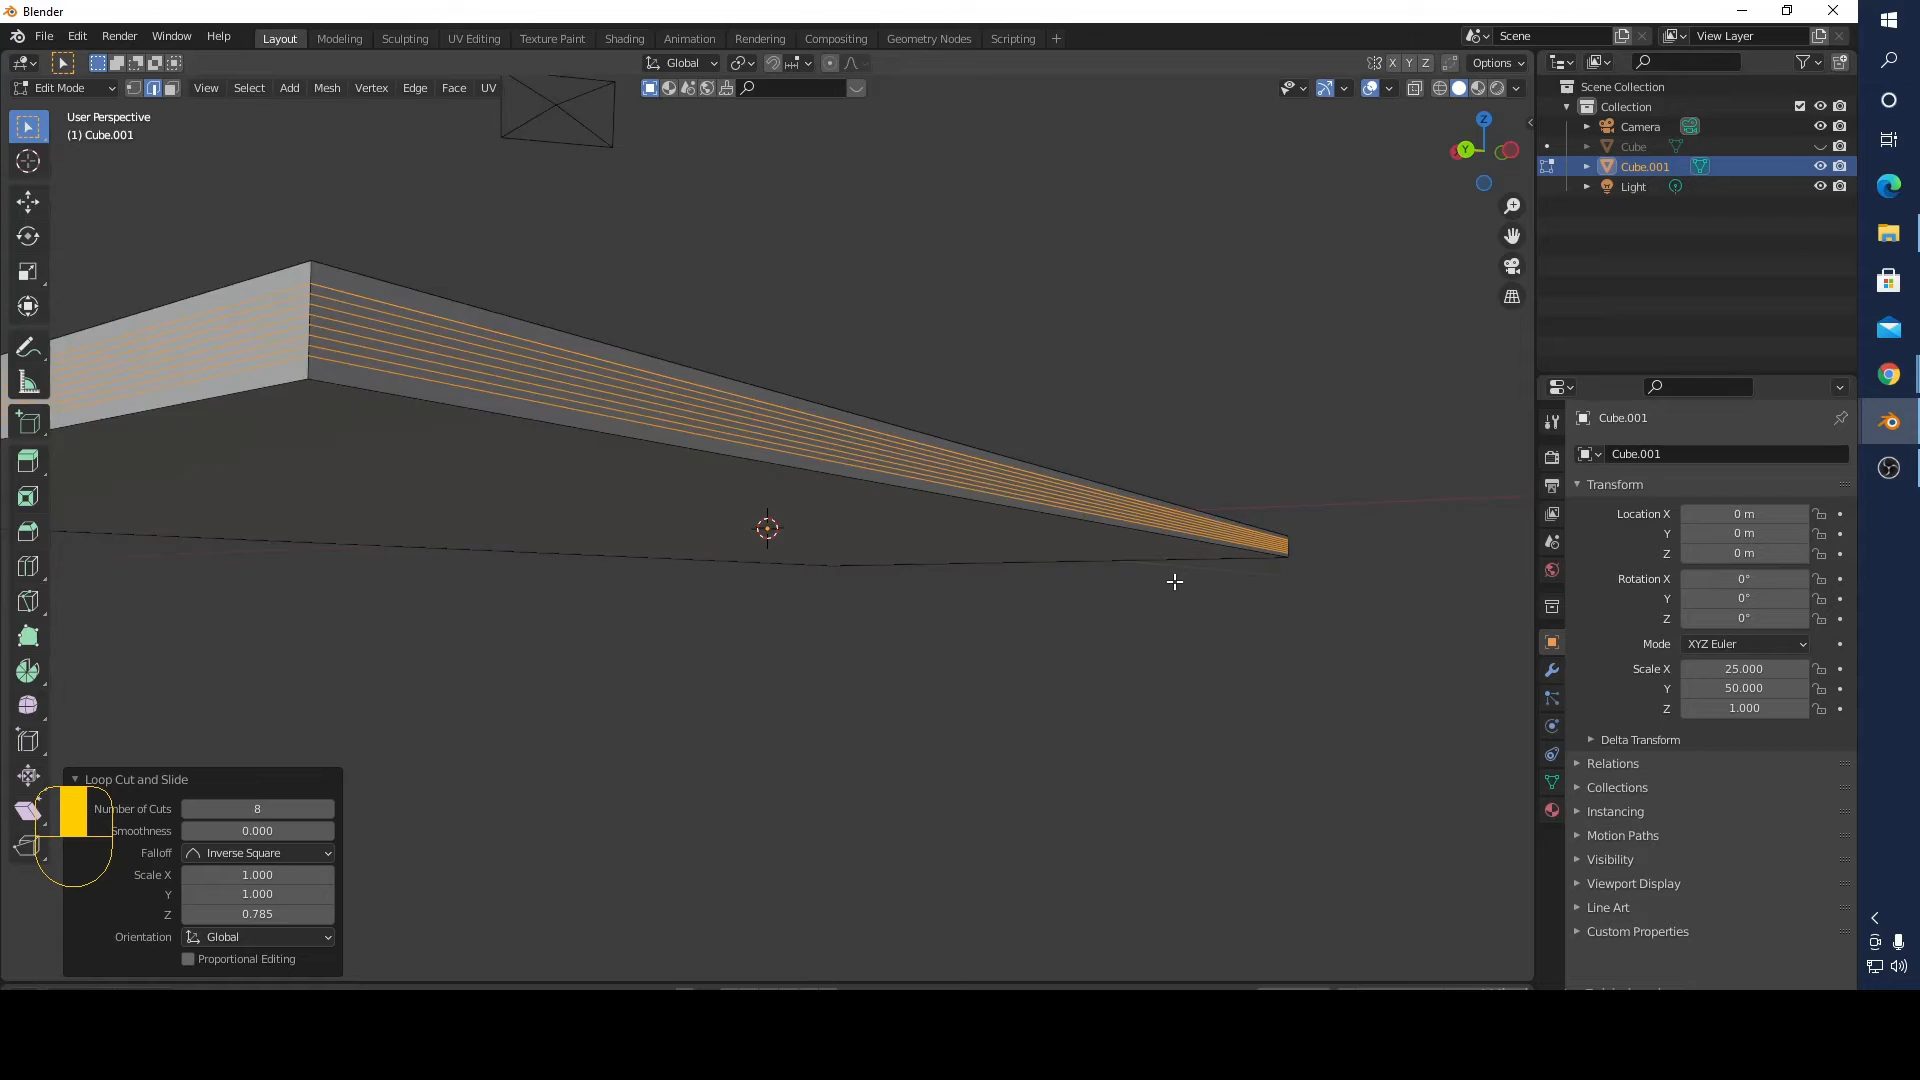 Blender
File Edit Render Window Help
Layout Modeling Sculpting UV Editing Texture Paint Shading Animation Rendering Compositing Geometry Nodes Scripting +
Scene
View Layer
Global
X Y Z
Options
Edit Mode
View Select Add Mesh Vertex Edge Face UV
User Perspective
(1) Cube.001
Z
Y
Scene Collection
Collection
Camera
Cube
Cube.001
Light
Cube.001
Cube.001
Transform
Location X 0 m
Y 0 m
Z 0 m
Rotation X 0°
Y 0°
Z 0°
Mode XYZ Euler
Scale X 25.000
Y 50.000
Z 1.000
Delta Transform
Relations
Collections
Instancing
Motion Paths
Visibility
Viewport Display
Line Art
Custom Properties
Loop Cut and Slide
Number of Cuts 8
Smoothness 0.000
Falloff Inverse Square
Scale X 1.000
Y 1.000
Z 0.785
Orientation Global
Proportional Editing